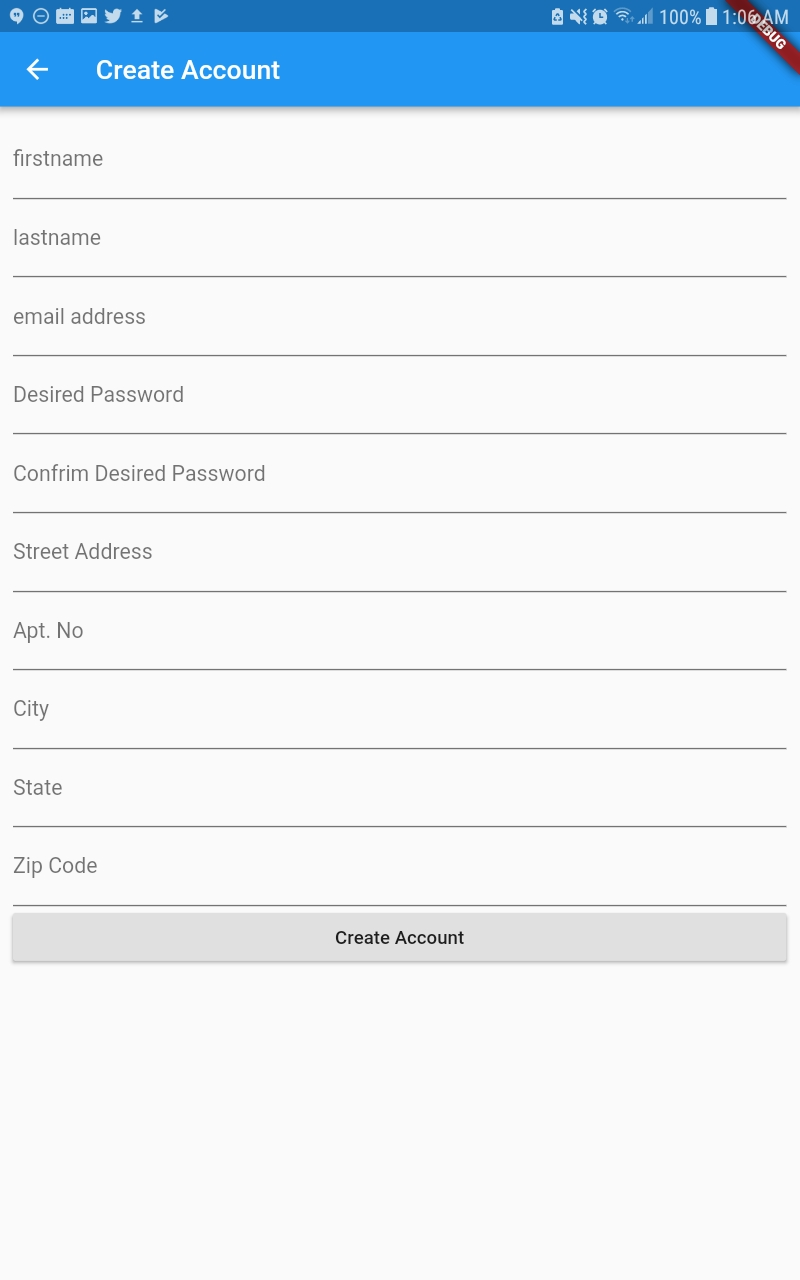 100% 1:06 AM
DEBUG
Create Account
firstname
lastname
email address
Desired Password
Confrim Desired Password
Street Address
Apt. No
City
State
Zip Code
Create Account